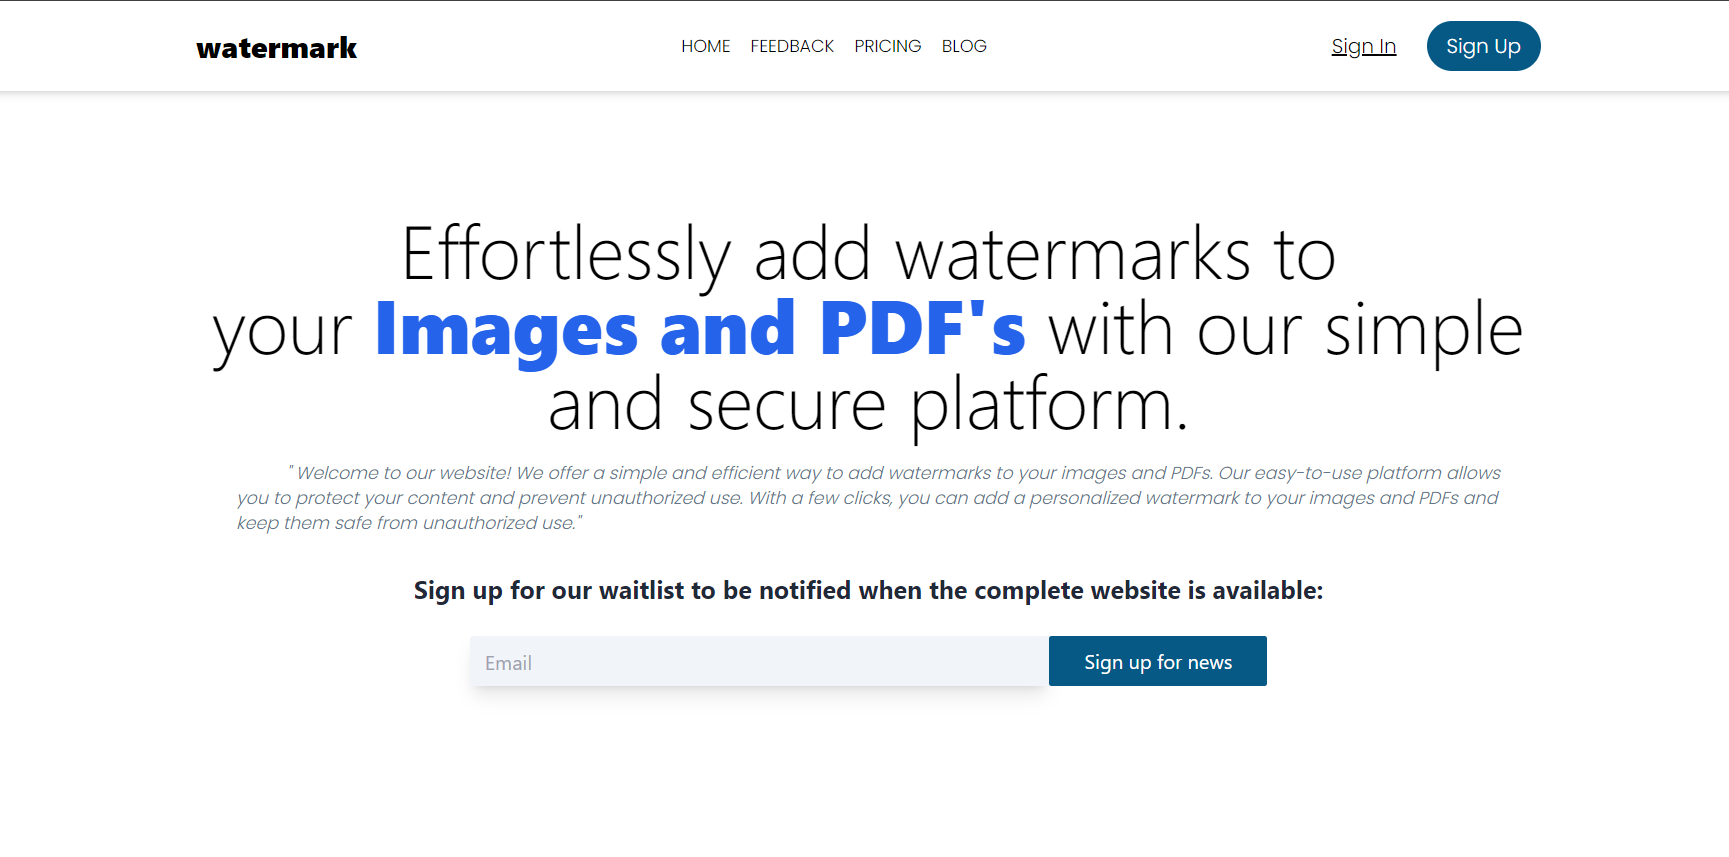 watermark
HOME FEEDBACK PRICING BLOG
Sign In
Sign Up
Effortlessly add watermarks to
your Images and PDF's with our simple
and secure platform.
" Welcome to our website! We offer a simple and efficient way to add watermarks to your images and PDFs. Our easy-to-use platform allows
you to protect your content and prevent unauthorized use. With a few clicks, you can add a personalized watermark to your images and PDFs and
keep them safe from unauthorized use."
Sign up for our waitlist to be notified when the complete website is available:
Email
Sign up for news